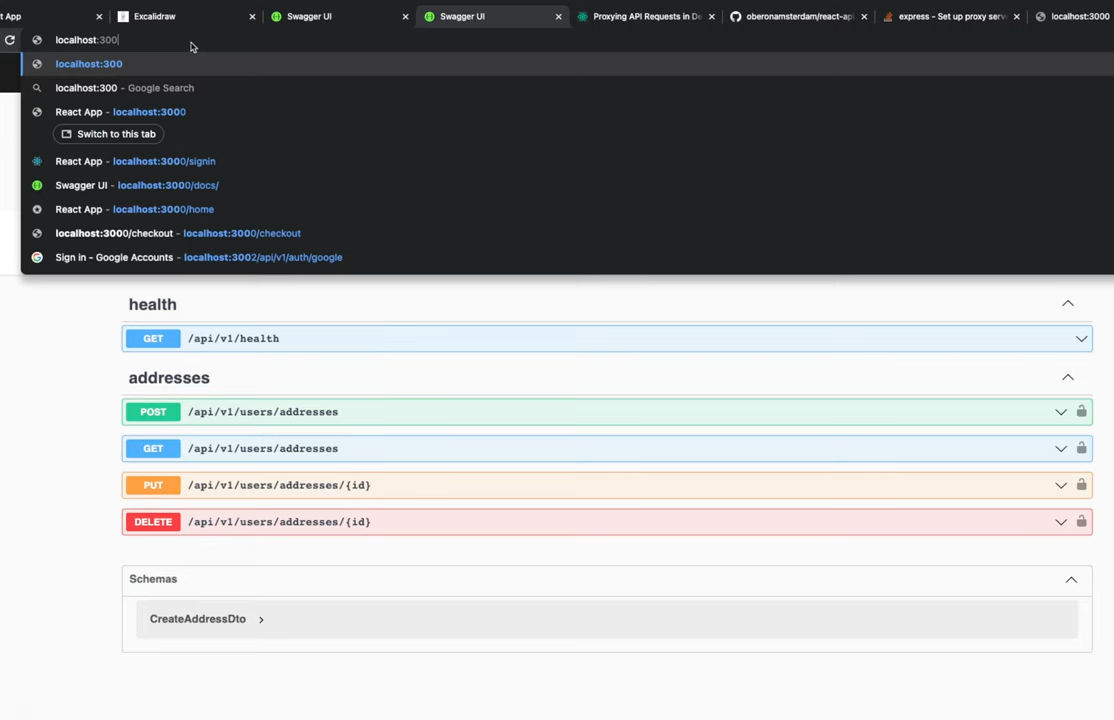 t App
Excalidraw
Swagger UI
Swagger UI
Proxying API Requests in De
oberonamsterdam/react-api
express - Set up proxy serv
localhost:3000
localhost:300
localhost:300
localhost:300 – Google Search
React App – localhost:3000
Switch to this tab
React App – localhost:3000/signin
Swagger UI – localhost:3000/docs/
React App – localhost:3000/home
localhost:3000/checkout – localhost:3000/checkout
Sign in - Google Accounts – localhost:3002/api/v1/auth/google
health
GET /api/v1/health
addresses
POST /api/v1/users/addresses
GET /api/v1/users/addresses
PUT /api/v1/users/addresses/{id}
DELETE /api/v1/users/addresses/{id}
Schemas
CreateAddressDto